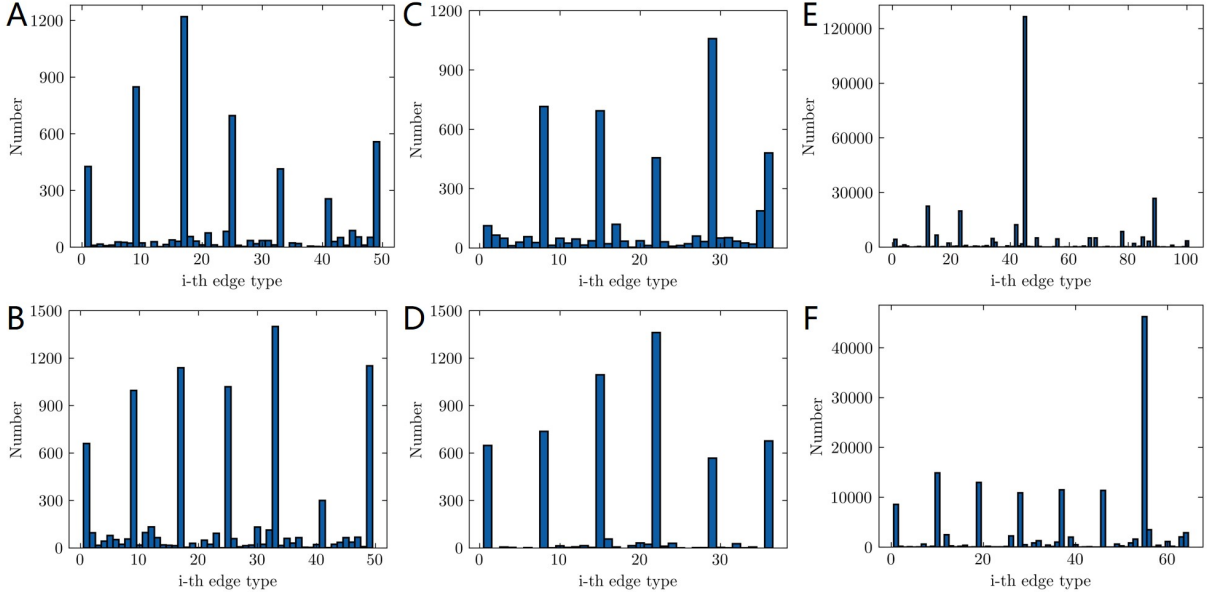 A
1200
900
600
300
0
Number
0 10 20 30 40 50
i-th edge type
C
1200
900
600
300
0
Number
0 10 20 30
i-th edge type
E
120000
90000
60000
30000
0
Number
0 20 40 60 80 100
i-th edge type
B
1500
1200
900
600
300
0
Number
0 10 20 30 40 50
i-th edge type
D
1500
1200
900
600
300
0
Number
0 10 20 30
i-th edge type
F
40000
30000
20000
10000
0
Number
0 20 40 60
i-th edge type